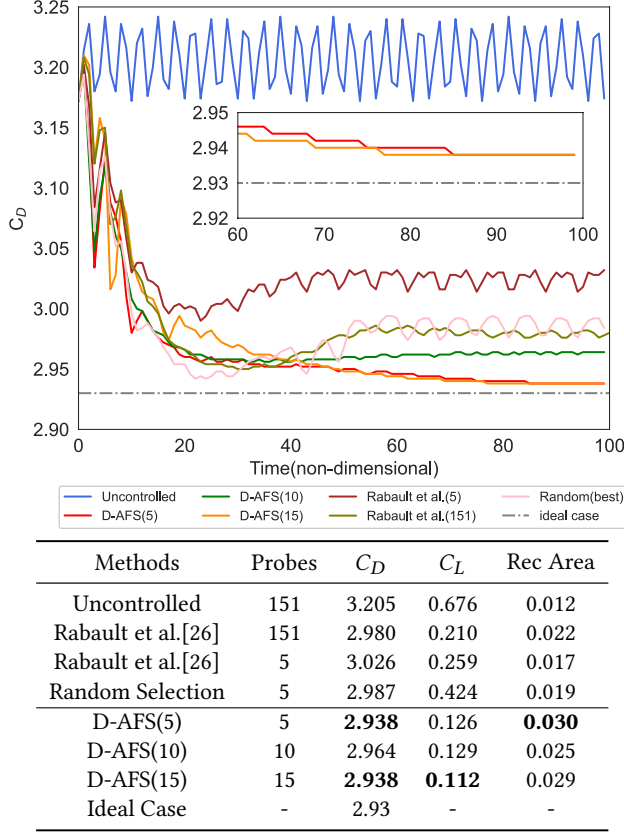 3.25
3.20
3.15
3.10
3.05
3.00
2.95
2.90
C_D
2.95
2.94
2.93
2.92
60 70 80 90 100
0 20 40 60 80 100
Time(non-dimensional)
Uncontrolled D-AFS(10) Rabault et al.(5) Random(best)
D-AFS(5) D-AFS(15) Rabault et al.(151) ideal case
Methods Probes C_D C_L Rec Area
Uncontrolled 151 3.205 0.676 0.012
Rabault et al.[26] 151 2.980 0.210 0.022
Rabault et al.[26] 5 3.026 0.259 0.017
Random Selection 5 2.987 0.424 0.019
D-AFS(5) 5 2.938 0.126 0.030
D-AFS(10) 10 2.964 0.129 0.025
D-AFS(15) 15 2.938 0.112 0.029
Ideal Case - 2.93 - -